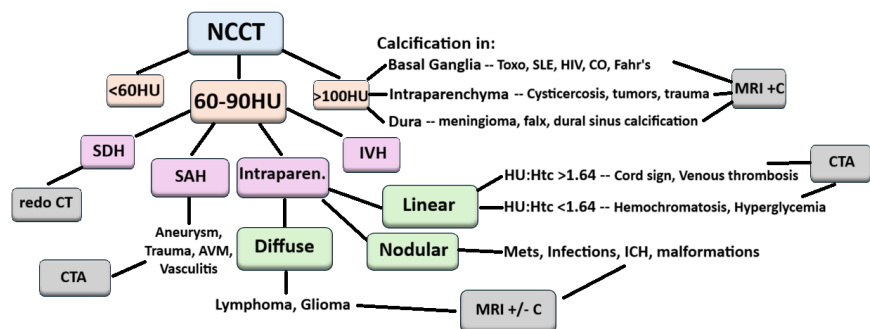 NCCT
Calcification in:
<60HU
60-90HU
>100HU
Basal Ganglia -- Toxo, SLE, HIV, CO, Fahr's
Intraparenchyma -- Cysticercosis, tumors, trauma
Dura -- meningioma, falx, dural sinus calcification
MRI +C
SDH
SAH
Intraparen.
IVH
redo CT
Aneurysm,
Trauma, AVM,
Vasculitis
CTA
Diffuse
Linear
Nodular
HU:Htc >1.64 -- Cord sign, Venous thrombosis
HU:Htc <1.64 -- Hemochromatosis, Hyperglycemia
CTA
Mets, Infections, ICH, malformations
Lymphoma, Glioma
MRI +/- C